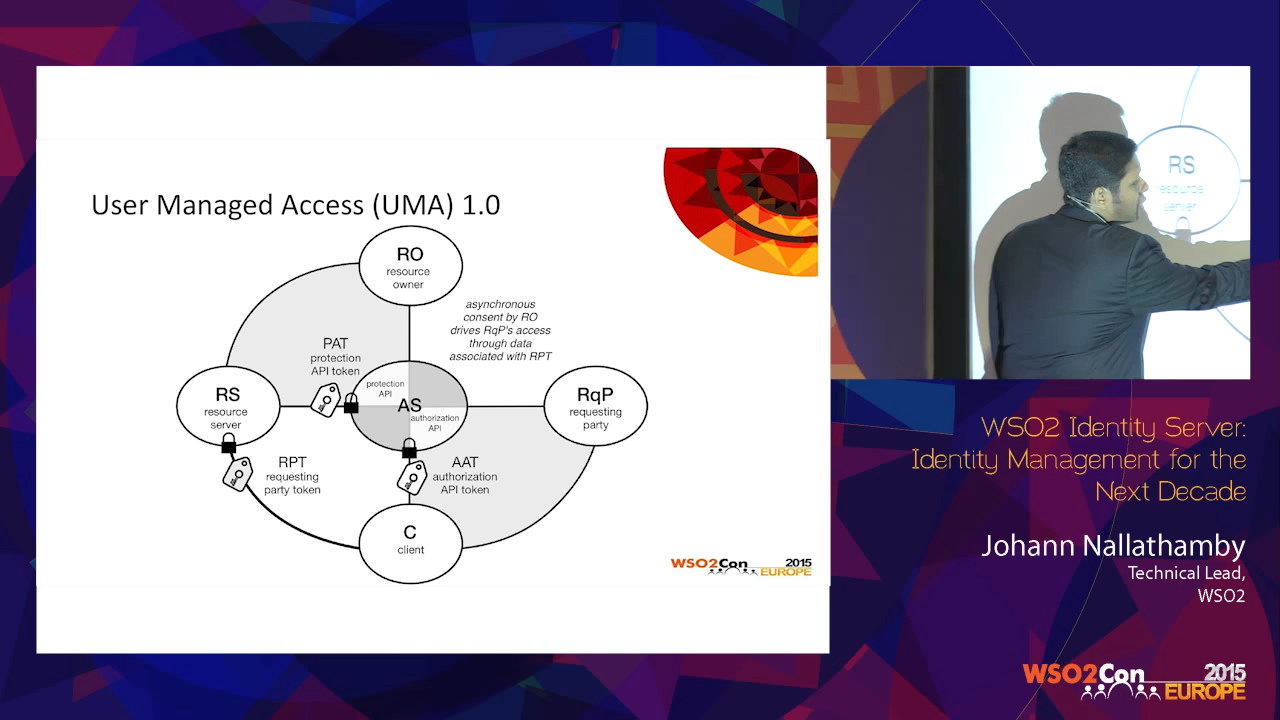 User Managed Access (UMA) 1.0
RO
resource
owner
asynchronous
consent by RO
drives RqP's access
through data
associated with RPT
PAT
protection
API token
protection
API
AS
authorization
API
RS
resource
server
RqP
requesting
party
RPT
requesting
party token
AAT
authorization
API token
C
client
WSO2Con 2015
EUROPE
RS
resource
server
WSO2 Identity Server:
Identity Management for the
Next Decade
Johann Nallathamby
Technical Lead,
WSO2
WSO2Con 2015
EUROPE